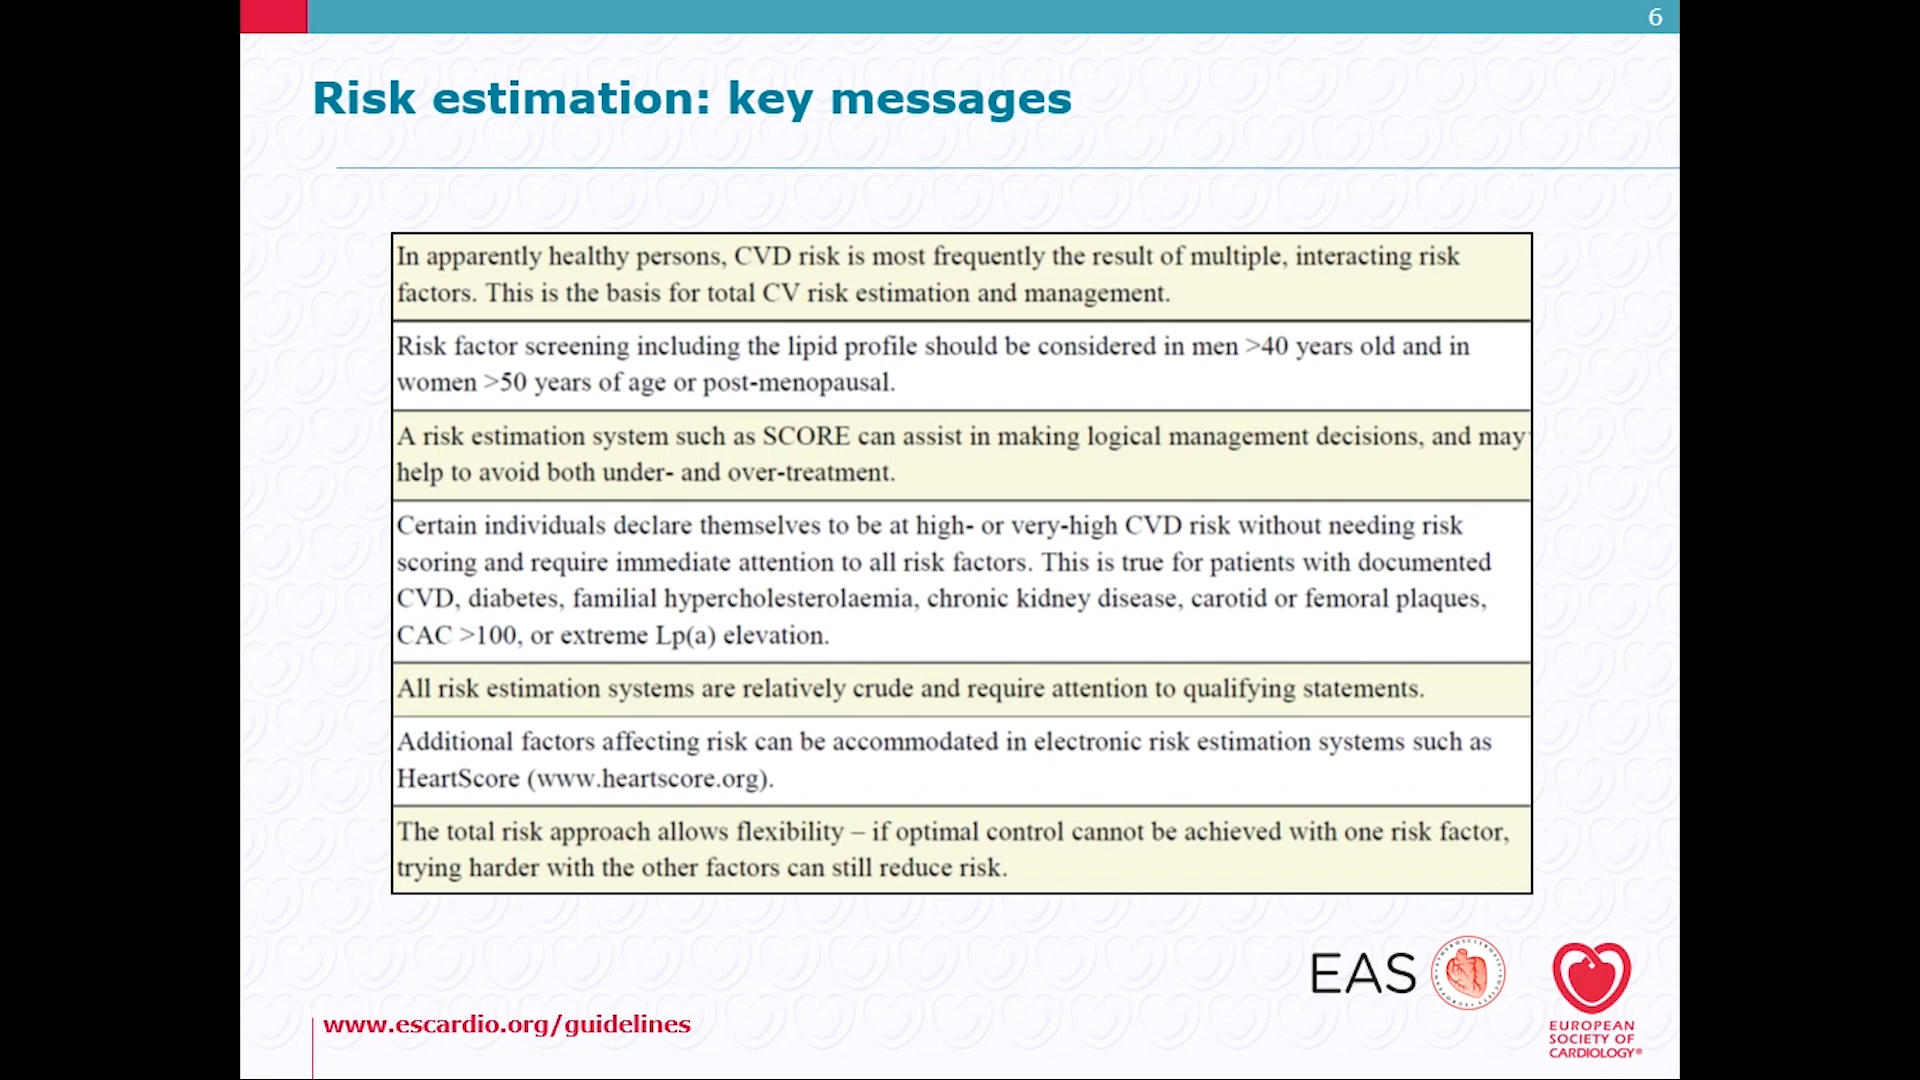 6
Risk estimation: key messages
In apparently healthy persons, CVD risk is most frequently the result of multiple, interacting risk
factors. This is the basis for total CV risk estimation and management.
Risk factor screening including the lipid profile should be considered in men >40 years old and in
women >50 years of age or post-menopausal.
A risk estimation system such as SCORE can assist in making logical management decisions, and may
help to avoid both under- and over-treatment.
Certain individuals declare themselves to be at high- or very-high CVD risk without needing risk
scoring and require immediate attention to all risk factors. This is true for patients with documented
CVD, diabetes, familial hypercholesterolaemia, chronic kidney disease, carotid or femoral plaques,
CAC >100, or extreme Lp(a) elevation.
All risk estimation systems are relatively crude and require attention to qualifying statements.
Additional factors affecting risk can be accommodated in electronic risk estimation systems such as
HeartScore (www.heartscore.org).
The total risk approach allows flexibility – if optimal control cannot be achieved with one risk factor,
trying harder with the other factors can still reduce risk.
EAS
www.escardio.org/guidelines
EUROPEAN
SOCIETY OF
CARDIOLOGY®